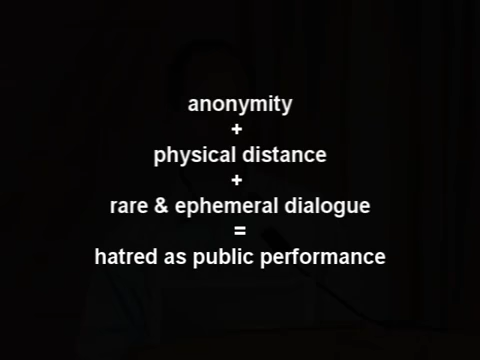 anonymity
+
physical distance
+
rare & ephemeral dialogue
=
hatred as public performance